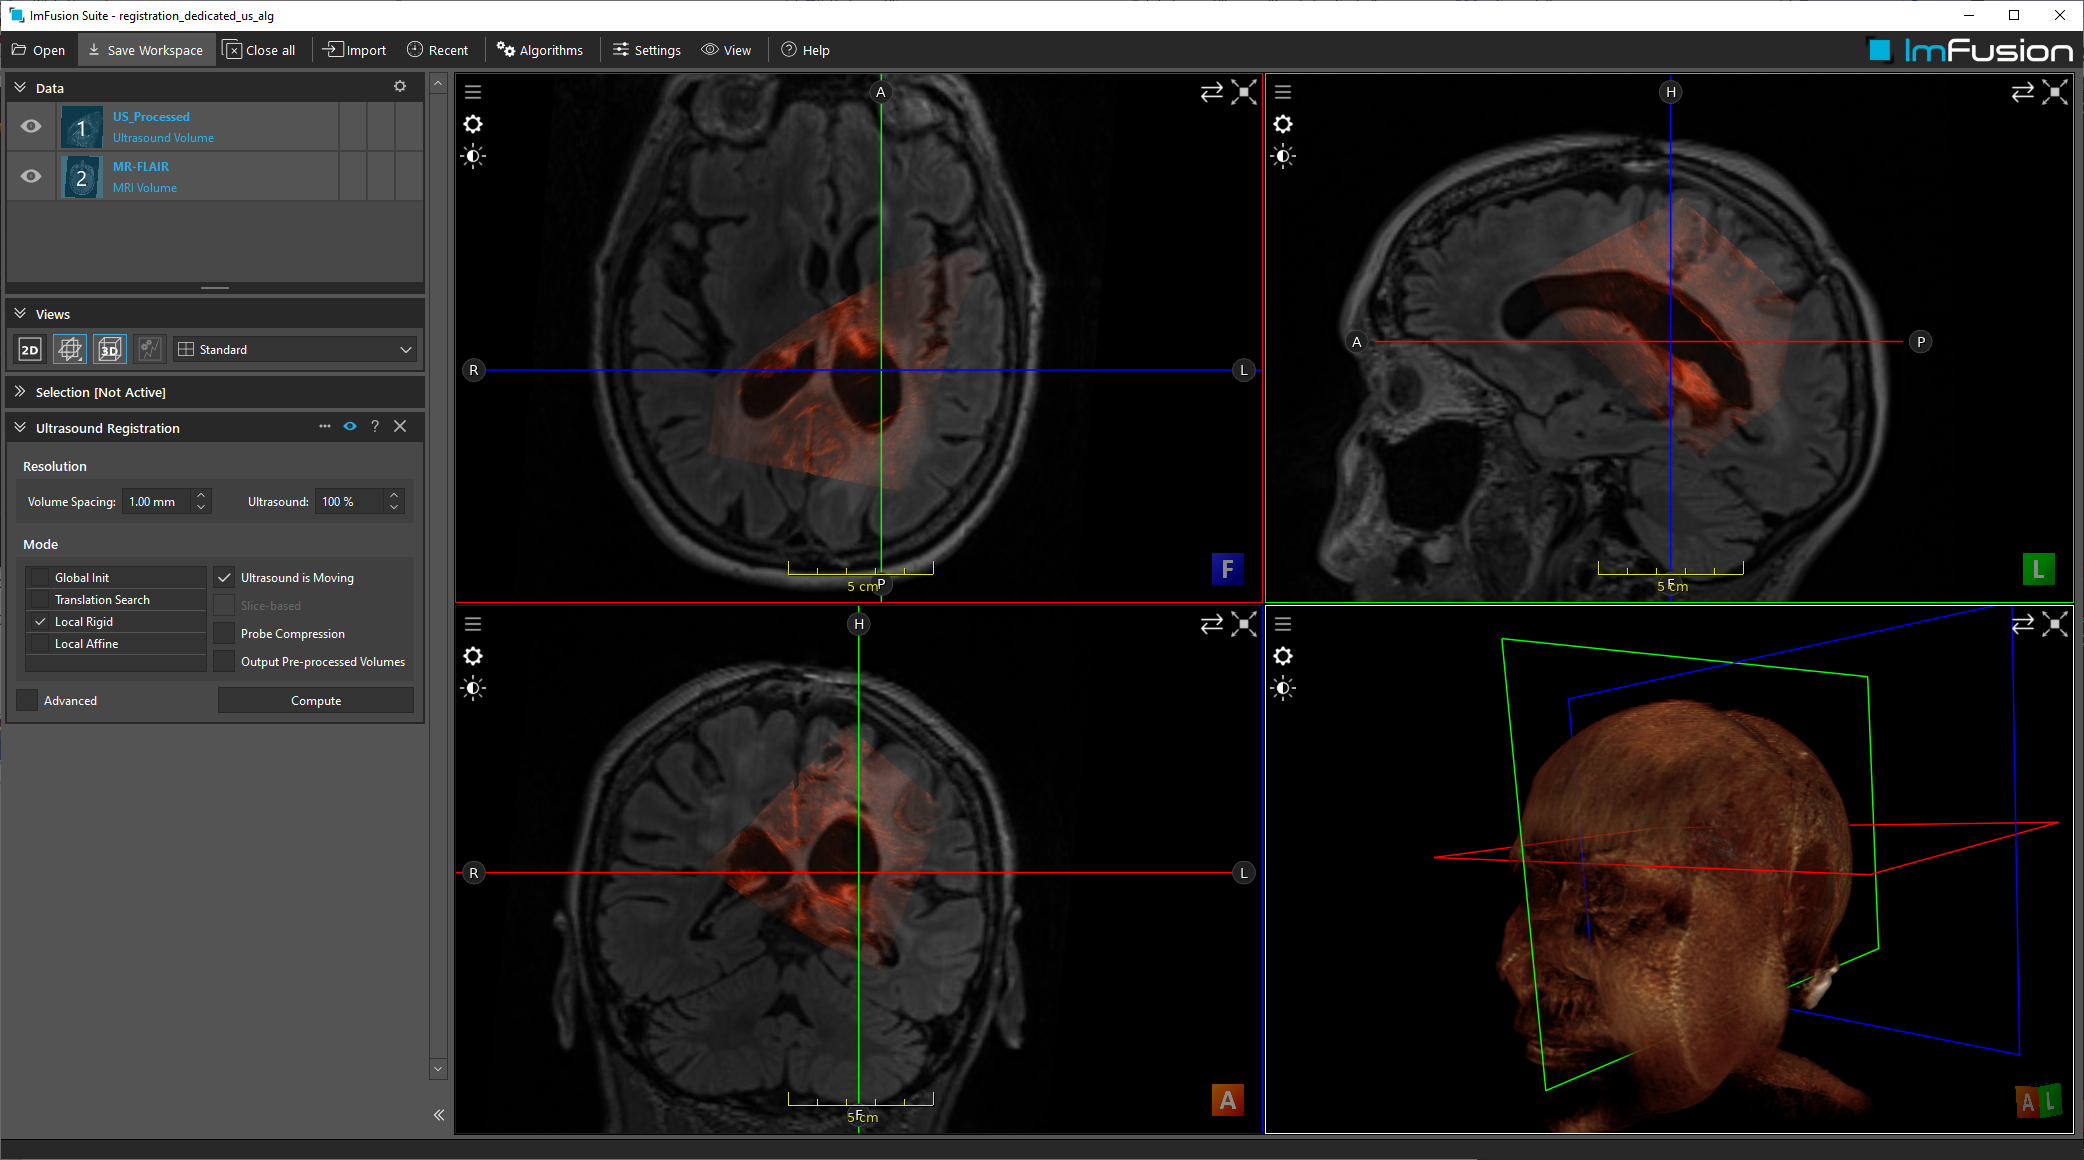 ImFusion Suite - registration_dedicated_us_alg
Open Save Workspace Close all Import Recent Algorithms Settings View Help
ImFusion
Data
1 US_Processed
Ultrasound Volume
2 MR-FLAIR
MRI Volume
Views
2D 3D Standard
Selection [Not Active]
Ultrasound Registration ?
Resolution
Volume Spacing: 1.00 mm Ultrasound: 100 %
Mode
Global Init Ultrasound is Moving
Translation Search Slice-based
Local Rigid Probe Compression
Local Affine Output Pre-processed Volumes
Advanced Compute
A
R L
F
5 cm P
H
A P
L
5 cm F
H
R L
A
5 cm F
A L